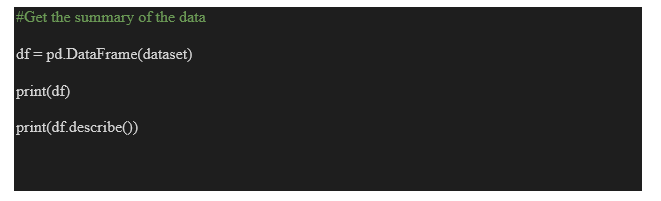 #Get the summary of the data
df = pd.DataFrame(dataset)
print(df)
print(df.describe())